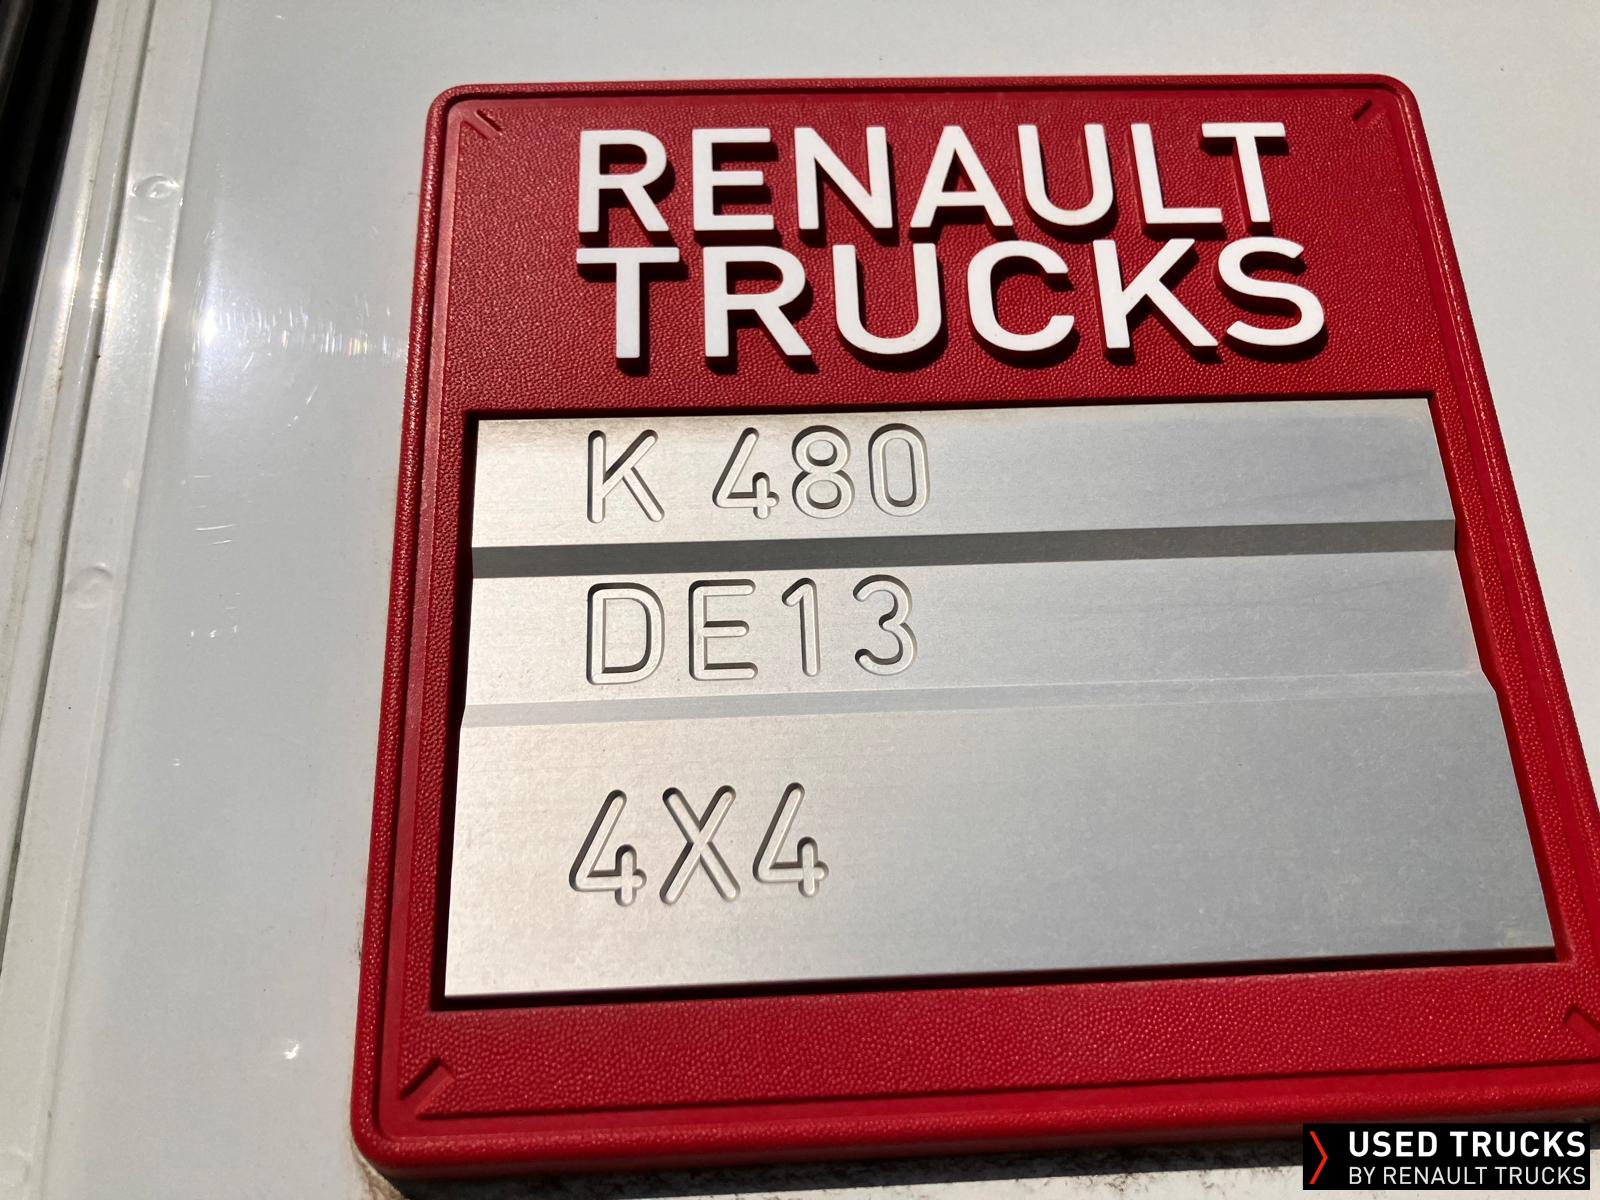 RENAULT
TRUCKS
K 480
DE13
4X4
USED TRUCKS
BY RENAULT TRUCKS